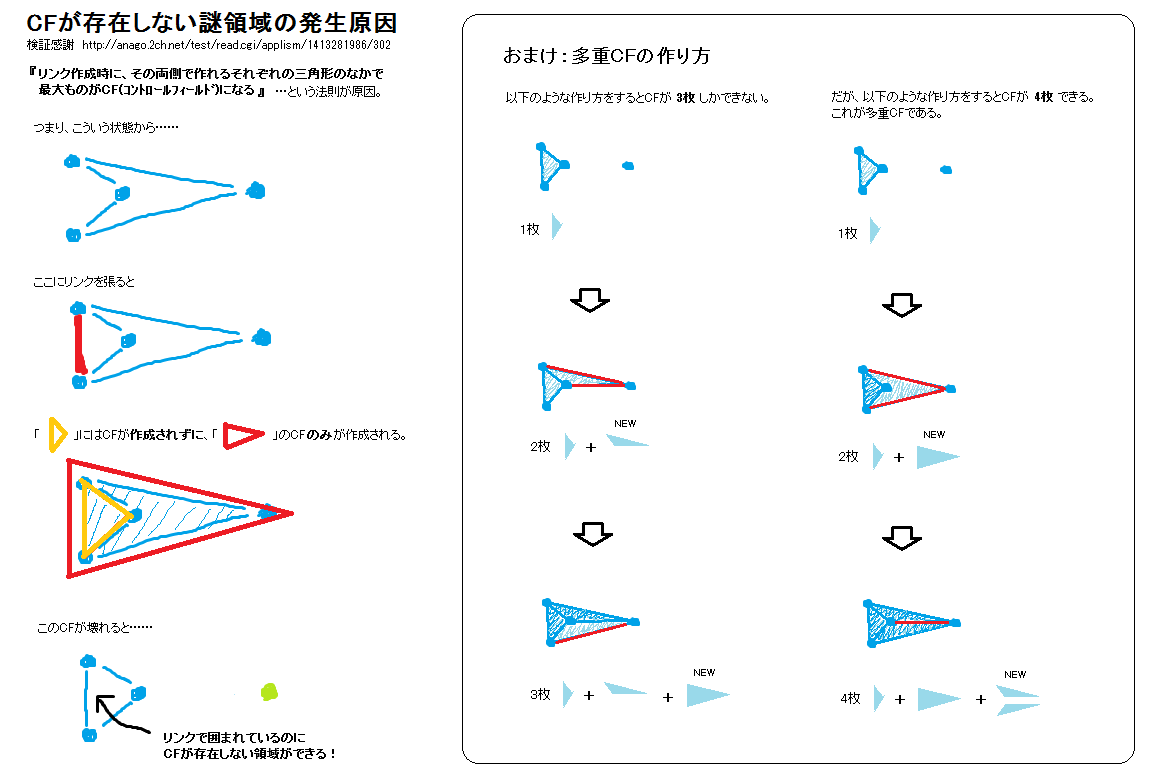 CFが存在しない謎領域の発生原因
検証感謝 http://anago.2ch.net/test/read.cgi/applism/1413281986/302
『リンク作成時に、その両側で作れるそれぞれの三角形のなかで
最大ものがCF(ｺﾝﾄﾛｰﾙﾌｨｰﾙﾄﾞ)になる』 …という法則が原因。
つまり、こういう状態から……
ここにリンクを張ると
「 」にはCFが作成されずに、「 」のCFのみが作成される。
このCFが壊れると……
リンクで囲まれているのに
CFが存在しない領域ができる！
おまけ：多重CFの作り方
以下のような作り方をするとCFが 3枚 しかできない。
1枚
NEW
2枚 +
NEW
3枚 + +
だが、以下のような作り方をするとCFが 4枚 できる。
これが多重CFである。
1枚
NEW
2枚 +
NEW
4枚 + +